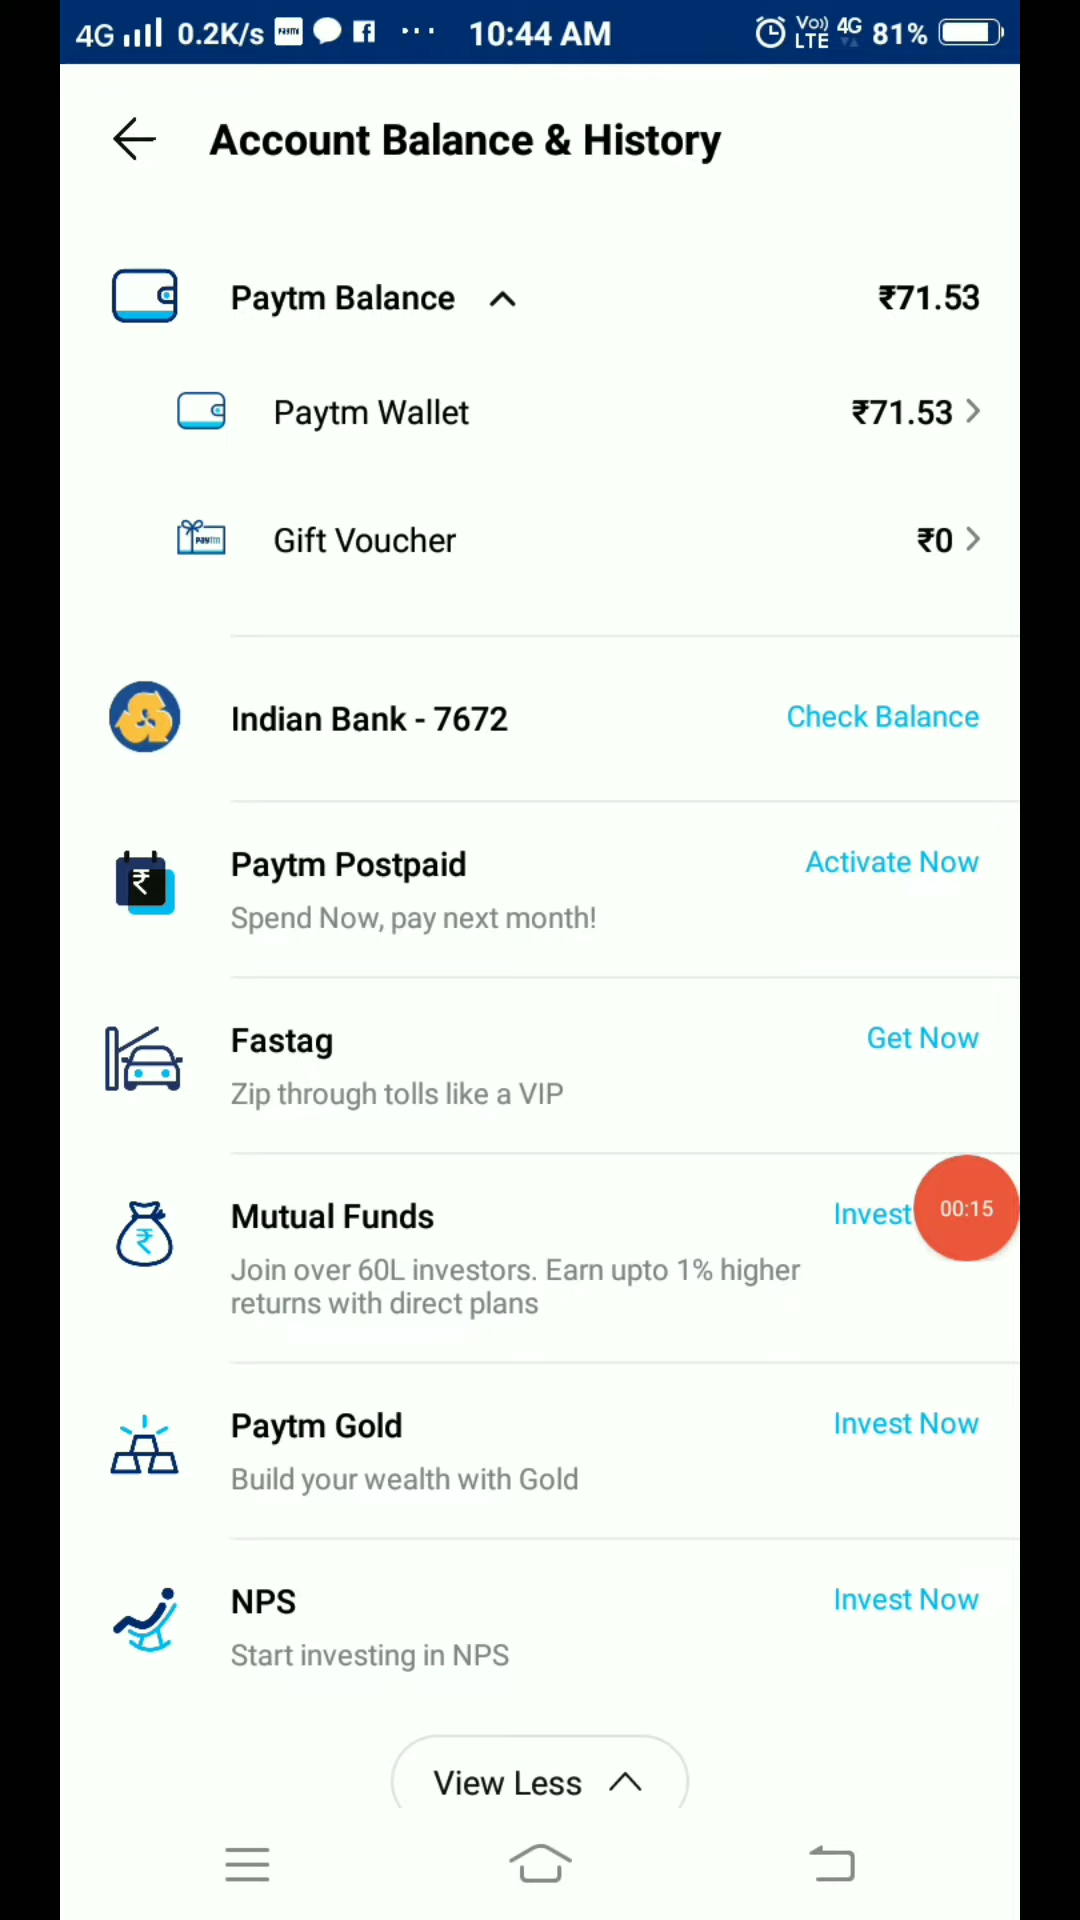 4G 0.2K/s Paytm 10:44 AM VoLTE 4G 81%
Account Balance & History
Paytm Balance ₹71.53
Paytm Wallet ₹71.53
Gift Voucher ₹0
Indian Bank - 7672 Check Balance
Paytm Postpaid Activate Now
Spend Now, pay next month!
Fastag Get Now
Zip through tolls like a VIP
Mutual Funds Invest 00:15
Join over 60L investors. Earn upto 1% higher
returns with direct plans
Paytm Gold Invest Now
Build your wealth with Gold
NPS Invest Now
Start investing in NPS
View Less